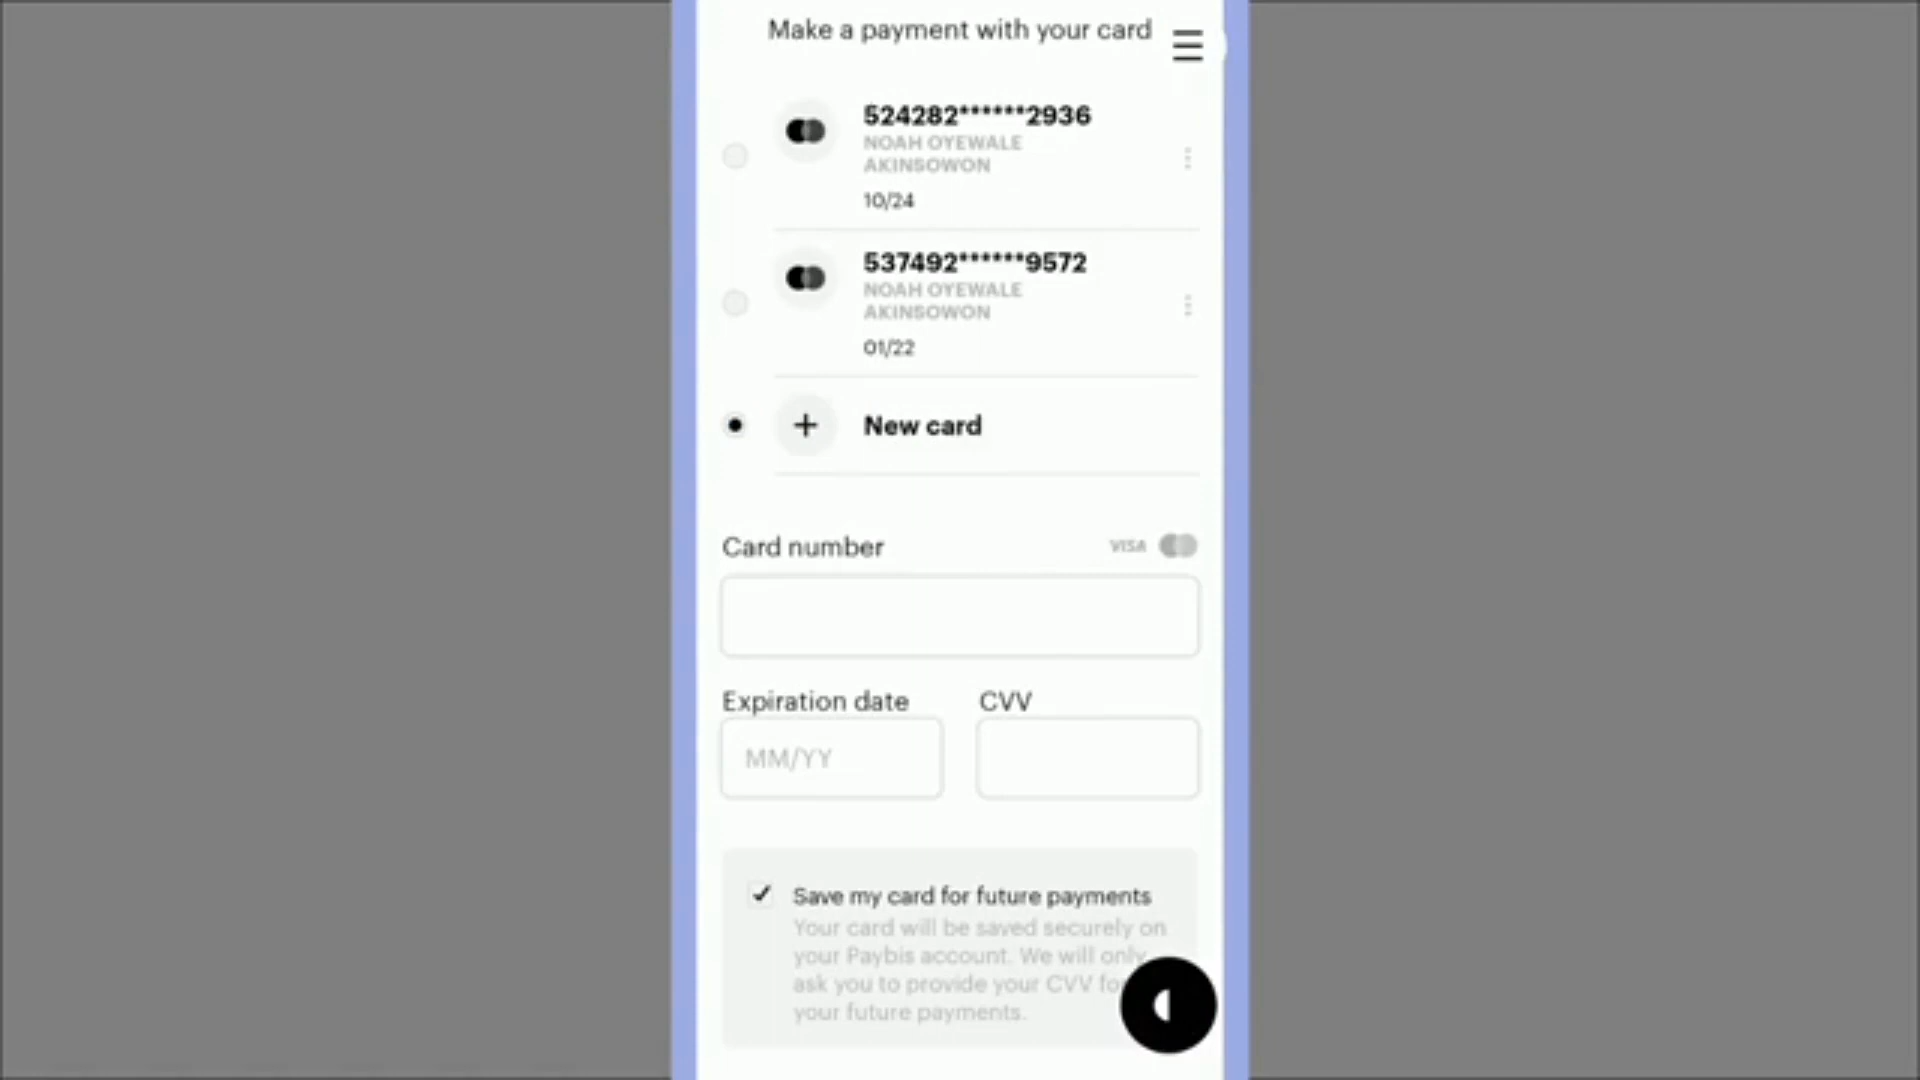 Make a payment with your card
524282******2936
NOAH OYEWALE
AKINSOWON
10/24
537492******9572
NOAH OYEWALE
AKINSOWON
01/22
New card
Card number VISA
Expiration date CVV
MM/YY
Save my card for future payments
Your card will be saved securely on
your Paybis account. We will only
ask you to provide your CVV fo
your future payments.